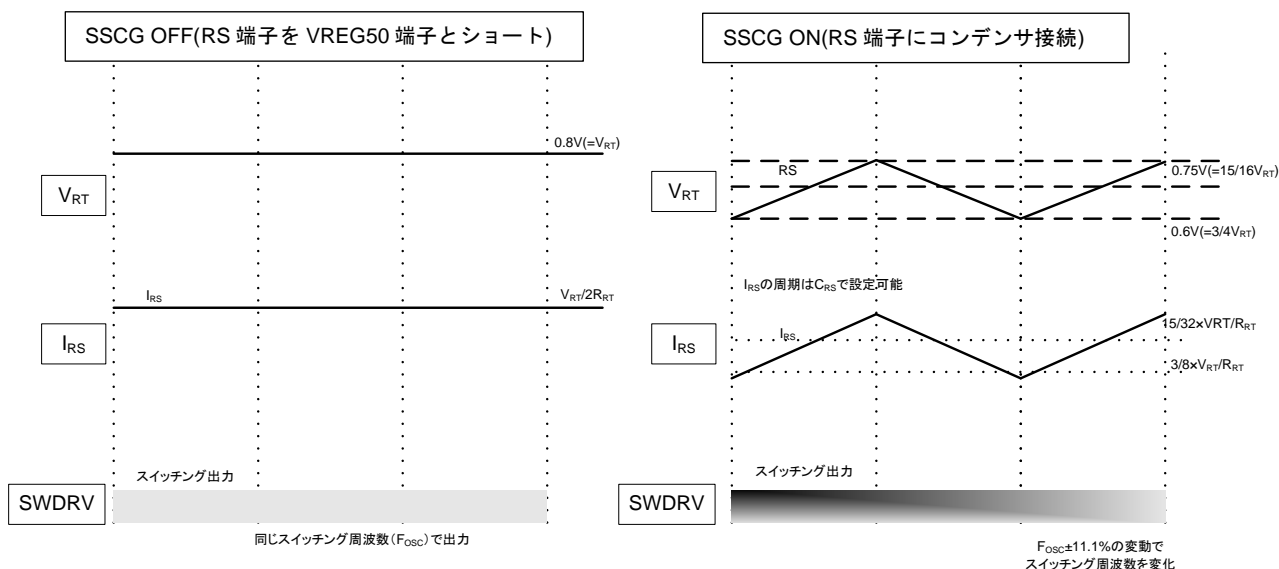 SSCG OFF(RS 端子を VREG50 端子とショート)
0.8V(=VRT)
VRT
IRS
VRT/2RRT
IRS
スイッチング出力
SWDRV
同じスイッチング周波数(FOSC)で出力
SSCG ON(RS 端子にコンデンサ接続)
RS
0.75V(=15/16VRT)
VRT
0.6V(=3/4VRT)
IRSの周期はCRSで設定可能
15/32×VRT/RRT
IRS
IRS
3/8×VRT/RRT
スイッチング出力
SWDRV
FOSC±11.1%の変動で
スイッチング周波数を変化